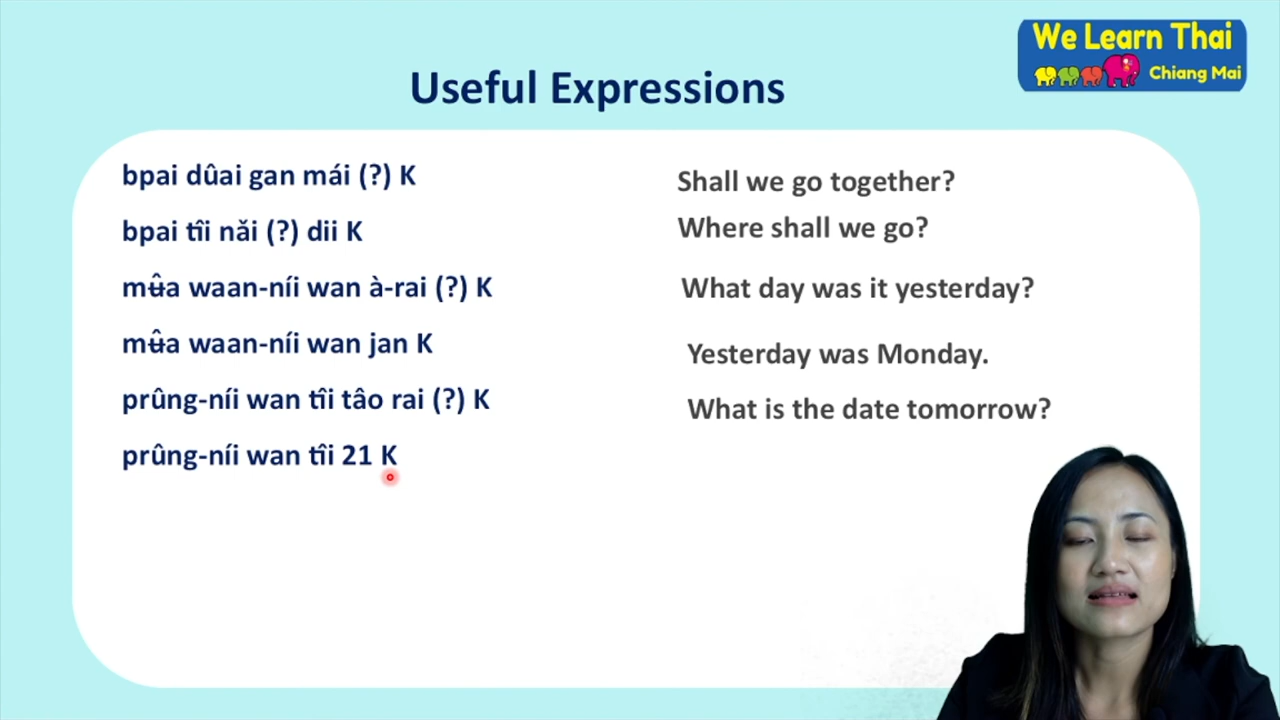 We Learn Thai
Chiang Mai
Useful Expressions
bpai dûai gan mái (?) K
Shall we go together?
bpai tîi nǎi (?) dii K
Where shall we go?
mʉ̂a waan-níi wan à-rai (?) K
What day was it yesterday?
mʉ̂a waan-níi wan jan K
Yesterday was Monday.
prûng-níi wan tîi tâo rai (?) K
What is the date tomorrow?
prûng-níi wan tîi 21 K